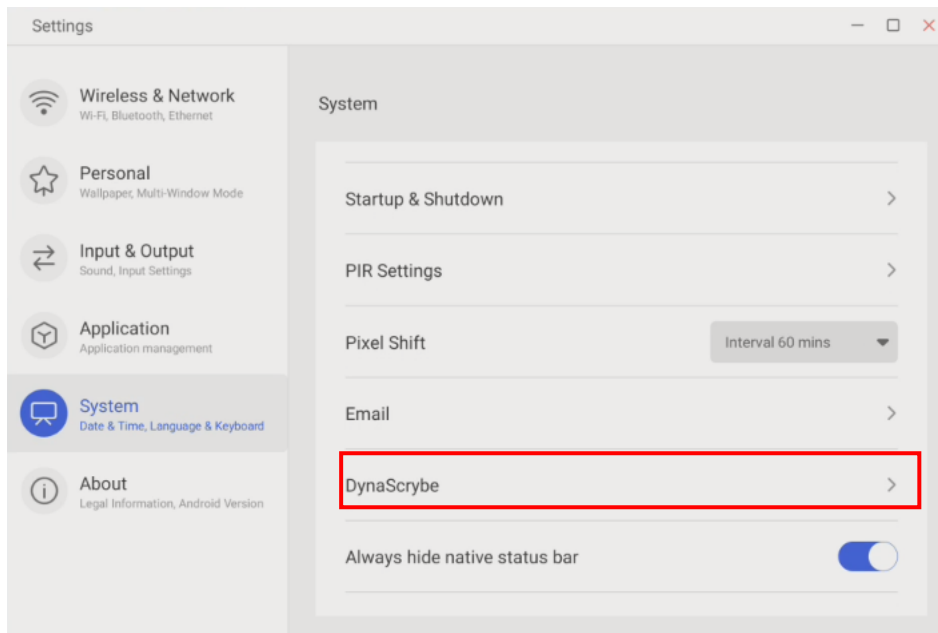 Settings
Wireless & Network
Wi-Fi, Bluetooth, Ethernet
Personal
Wallpaper, Multi-Window Mode
Input & Output
Sound, Input Settings
Application
Application management
System
Date & Time, Language & Keyboard
About
Legal Information, Android Version
System
Startup & Shutdown
PIR Settings
Pixel Shift
Interval 60 mins
Email
DynaScrybe
Always hide native status bar